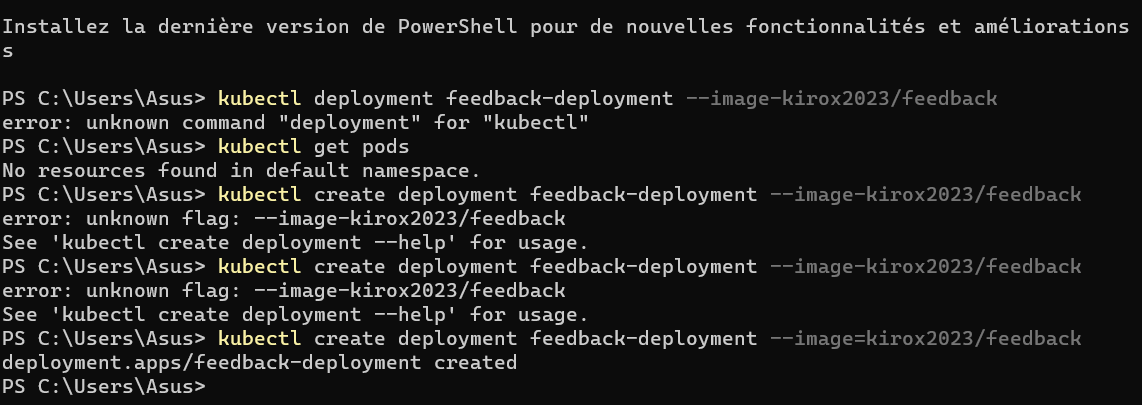 Installez la dernière version de PowerShell pour de nouvelles fonctionnalités et améliorations
s
PS C:\Users\Asus> kubectl deployment feedback-deployment --image-kirox2023/feedback
error: unknown command "deployment" for "kubectl"
PS C:\Users\Asus> kubectl get pods
No resources found in default namespace.
PS C:\Users\Asus> kubectl create deployment feedback-deployment --image-kirox2023/feedback
error: unknown flag: --image-kirox2023/feedback
See 'kubectl create deployment --help' for usage.
PS C:\Users\Asus> kubectl create deployment feedback-deployment --image-kirox2023/feedback
error: unknown flag: --image-kirox2023/feedback
See 'kubectl create deployment --help' for usage.
PS C:\Users\Asus> kubectl create deployment feedback-deployment --image=kirox2023/feedback
deployment.apps/feedback-deployment created
PS C:\Users\Asus>